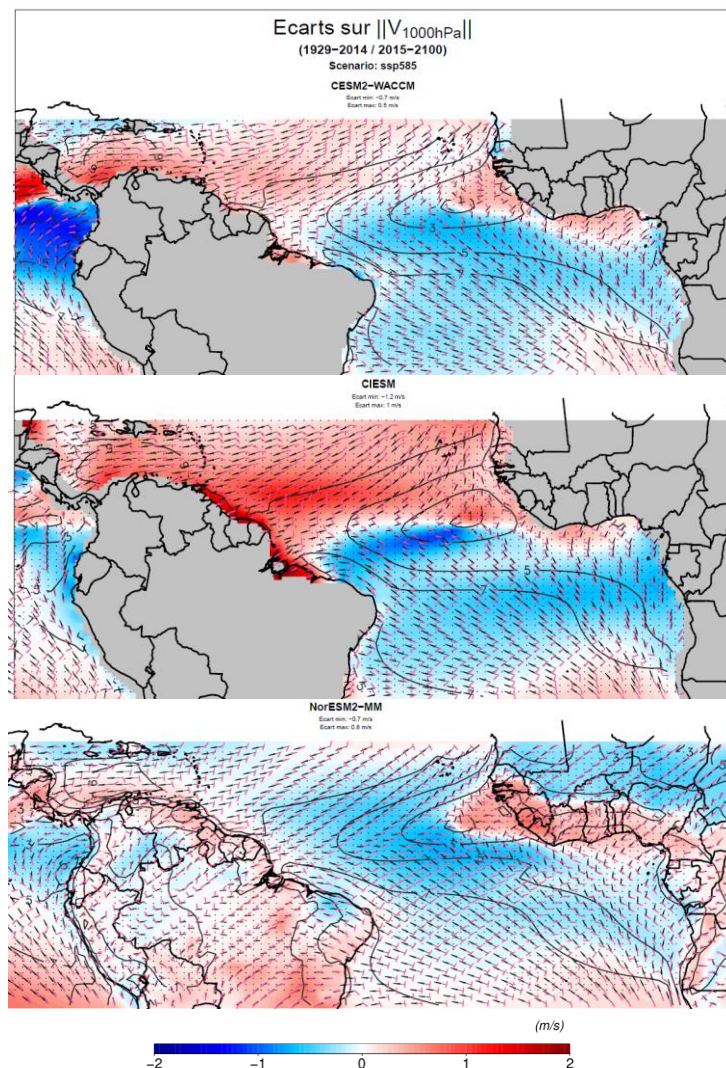 Ecarts sur ||V1000hPa||
(1929−2014 / 2015−2100)
Scenario: ssp585
CESM2−WACCM
Ecart min: −0.7 m/s
Ecart max: 0.8 m/s
CIESM
Ecart min: −1.2 m/s
Ecart max: 1 m/s
NorESM2−MM
Ecart min: −0.7 m/s
Ecart max: 0.8 m/s
(m/s)
−2 −1 0 1 2